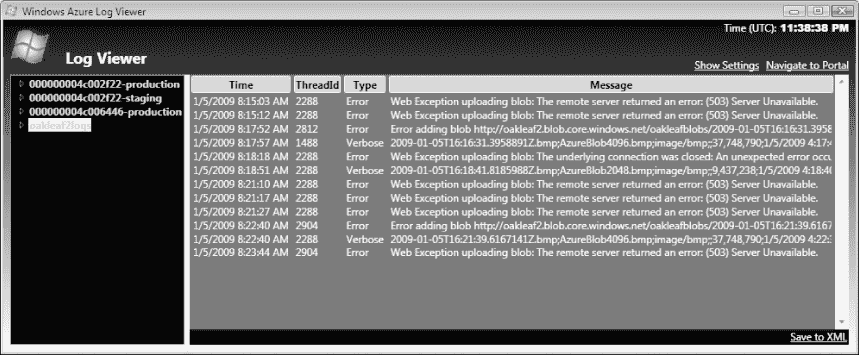 Windows Azure Log Viewer
Time (UTC): 11:38:38 PM
Log Viewer
Show Settings Navigate to Portal
000000004c002f22-production
000000004c002f22-staging
000000004c006446-production
oakleaf2logs
Time ThreadId Type Message
1/5/2009 8:15:03 AM 2288 Error Web Exception uploading blob: The remote server returned an error: (503) Server Unavailable.
1/5/2009 8:15:12 AM 2288 Error Web Exception uploading blob: The remote server returned an error: (503) Server Unavailable.
1/5/2009 8:17:52 AM 2812 Error Error adding blob http://oakleaf2.blob.core.windows.net/oakleafblobs/2009-01-05T16:16:31.3958
1/5/2009 8:17:57 AM 1488 Verbose 2009-01-05T16:16:31.3958891Z.bmp;AzureBlob4096.bmp;image/bmp;;37,748,790;1/5/2009 4:17:4
1/5/2009 8:18:18 AM 2288 Error Web Exception uploading blob: The underlying connection was closed: An unexpected error occu
1/5/2009 8:18:51 AM 2288 Verbose 2009-01-05T16:18:41.8185988Z.bmp;AzureBlob2048.bmp;image/bmp;;9,437,238;1/5/2009 4:18:40
1/5/2009 8:21:10 AM 2288 Error Web Exception uploading blob: The remote server returned an error: (503) Server Unavailable.
1/5/2009 8:21:17 AM 2288 Error Web Exception uploading blob: The remote server returned an error: (503) Server Unavailable.
1/5/2009 8:21:27 AM 2288 Error Web Exception uploading blob: The remote server returned an error: (503) Server Unavailable.
1/5/2009 8:22:40 AM 2904 Error Error adding blob http://oakleaf2.blob.core.windows.net/oakleafblobs/2009-01-05T16:21:39.6167
1/5/2009 8:22:40 AM 2288 Verbose 2009-01-05T16:21:39.6167141Z.bmp;AzureBlob4096.bmp;image/bmp;;37,748,790;1/5/2009 4:22:
1/5/2009 8:23:44 AM 2904 Error Web Exception uploading blob: The remote server returned an error: (503) Server Unavailable.
Save to XML